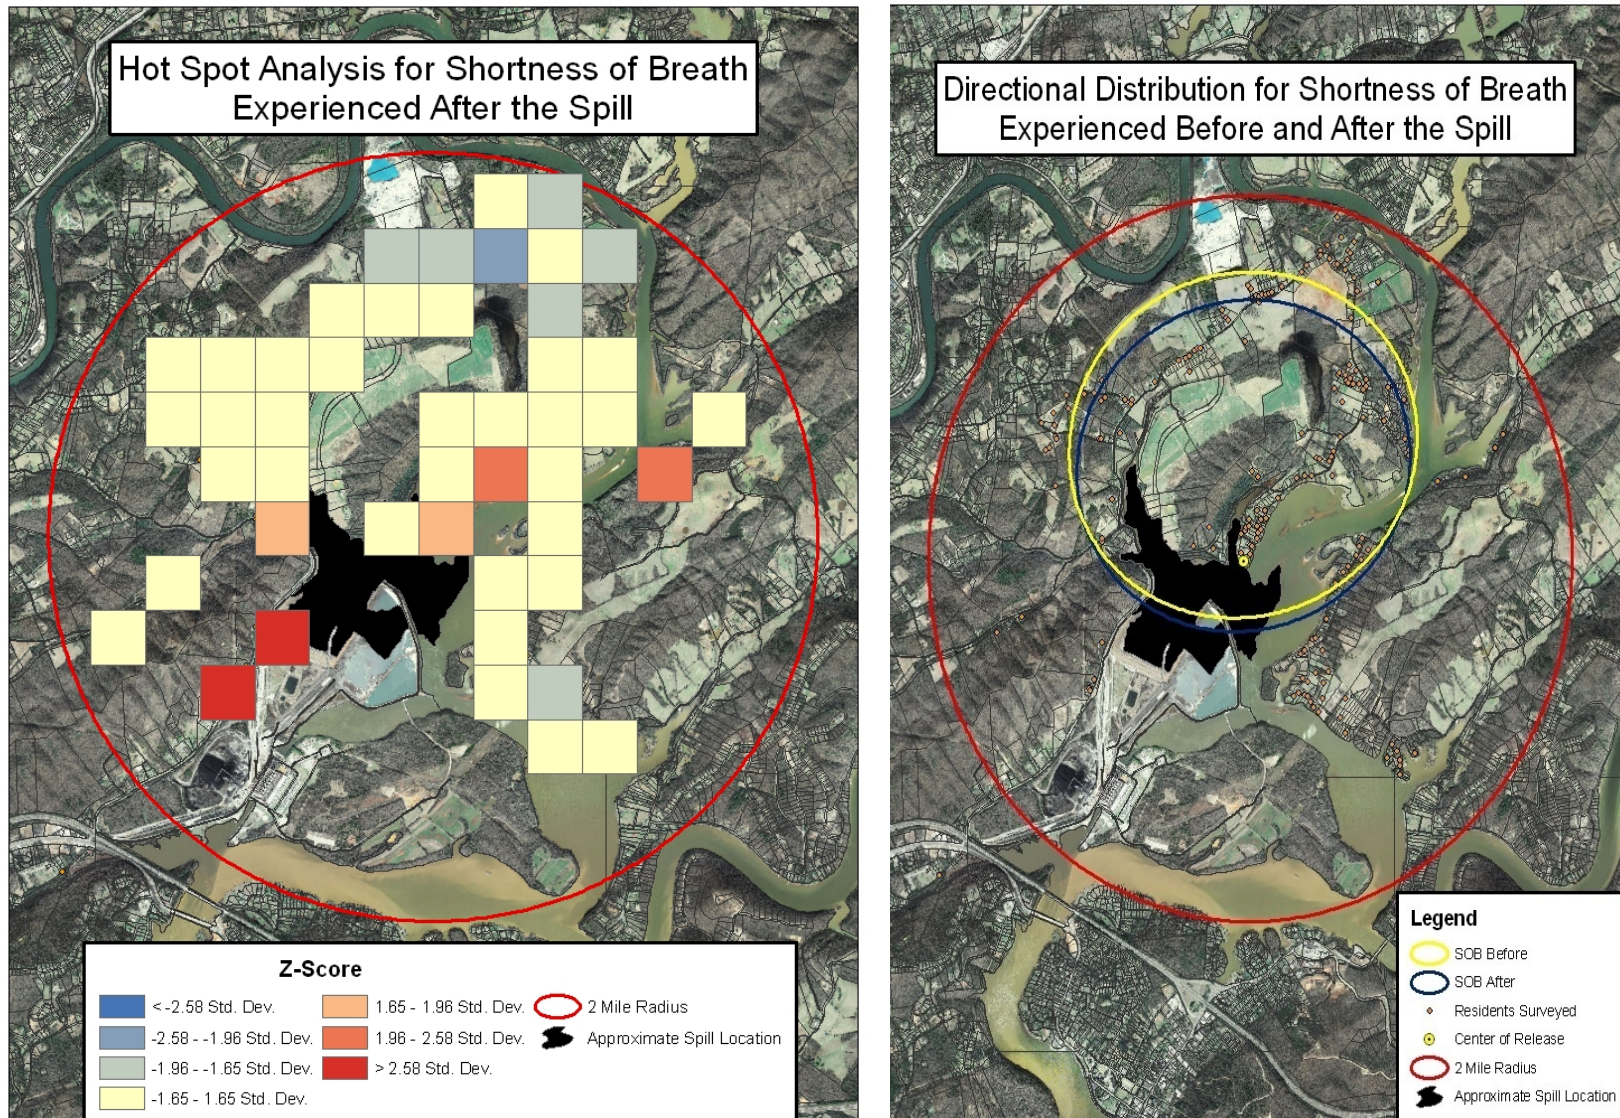 Hot Spot Analysis for Shortness of Breath
Experienced After the Spill
Z-Score
< -2.58 Std. Dev.
-2.58 - -1.96 Std. Dev.
-1.96 - -1.65 Std. Dev.
-1.65 - 1.65 Std. Dev.
1.65 - 1.96 Std. Dev.
1.96 - 2.58 Std. Dev.
> 2.58 Std. Dev.
2 Mile Radius
Approximate Spill Location
Directional Distribution for Shortness of Breath
Experienced Before and After the Spill
Legend
SOB Before
SOB After
Residents Surveyed
Center of Release
2 Mile Radius
Approximate Spill Location